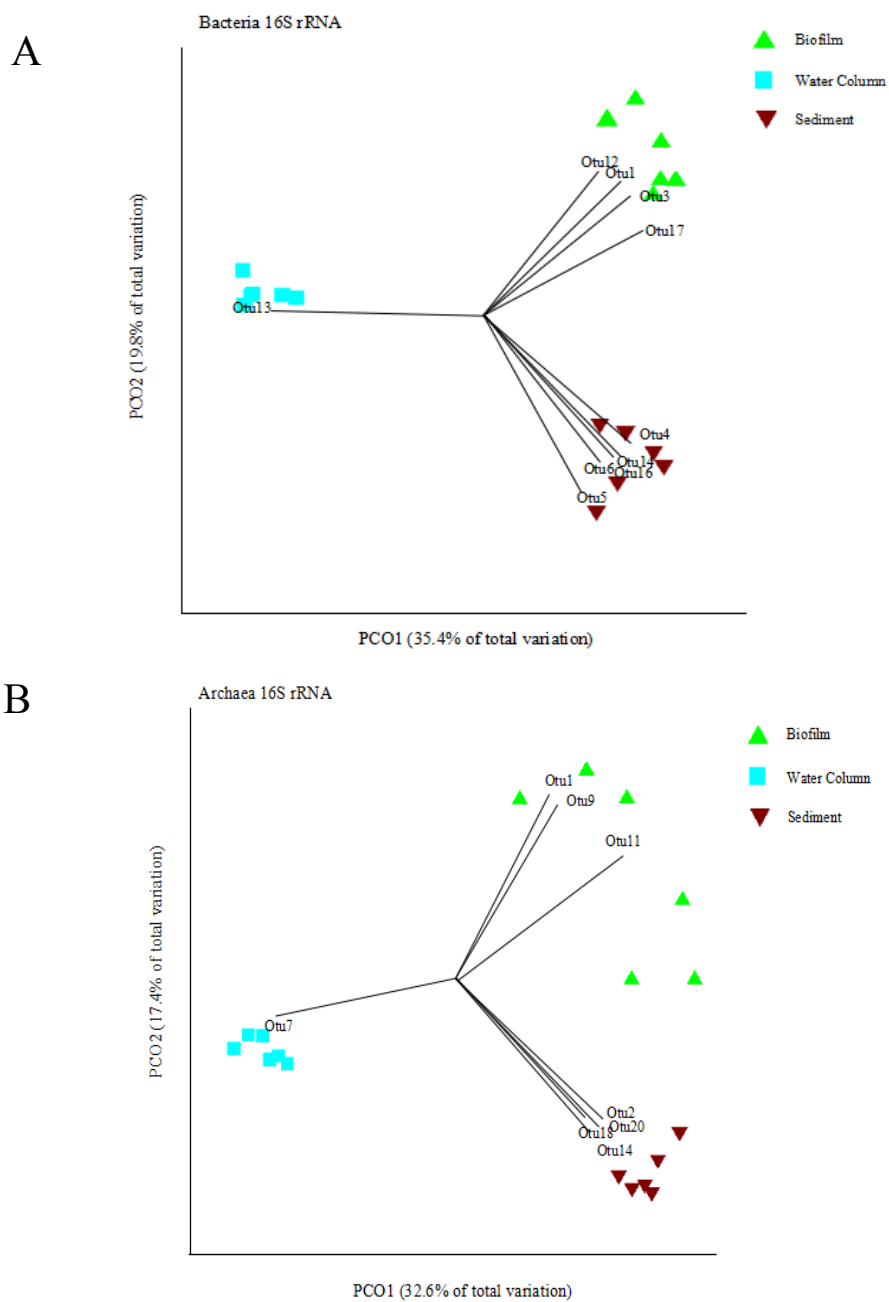 A
Bacteria 16S rRNA
Biofilm
Water Column
Sediment
Otu12
Otu1
Otu3
Otu17
Otu13
Otu4
Otu14
Otu6
Otu16
Otu5
PCO2 (19.8% of total variation)
PCO1 (35.4% of total variation)
B
Archaea 16S rRNA
Biofilm
Water Column
Sediment
Otu1
Otu9
Otu11
Otu7
Otu2
Otu20
Otu18
Otu14
PCO2 (17.4% of total variation)
PCO1 (32.6% of total variation)